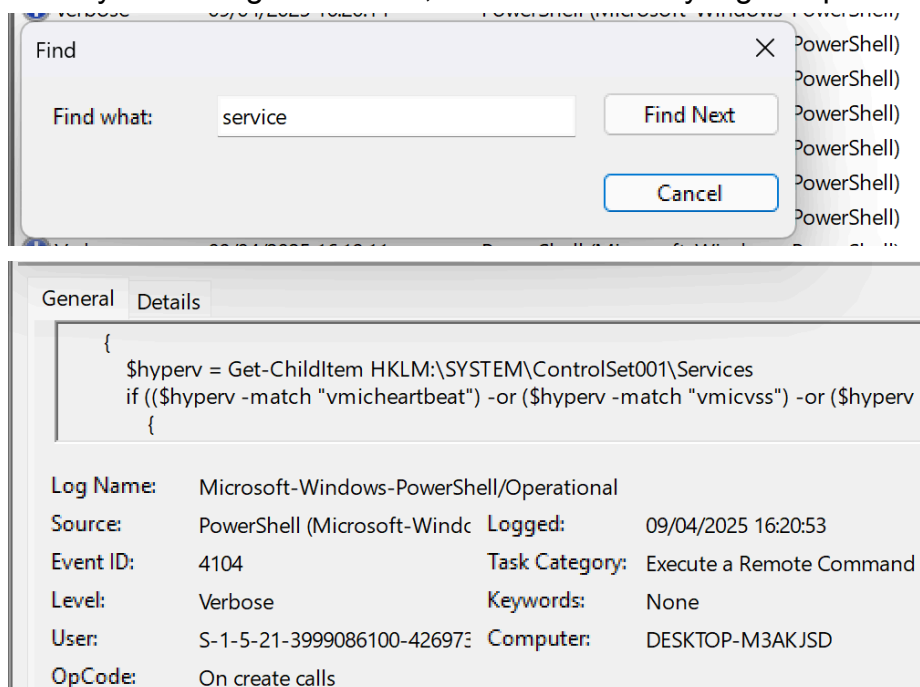 Find
PowerShell)
PowerShell)
Find what:
service
Find Next
PowerShell)
PowerShell)
Cancel
PowerShell)
PowerShell)
General Details
{
$hyperv = Get-ChildItem HKLM:\SYSTEM\ControlSet001\Services
if (($hyperv -match "vmicheartbeat") -or ($hyperv -match "vmicvss") -or ($hyperv
{
Log Name: Microsoft-Windows-PowerShell/Operational
Source: PowerShell (Microsoft-Windc Logged: 09/04/2025 16:20:53
Event ID: 4104 Task Category: Execute a Remote Command
Level: Verbose Keywords: None
User: S-1-5-21-3999086100-426973 Computer: DESKTOP-M3AKJSD
OpCode: On create calls